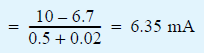 = 10 – 6.7 / 0.5 + 0.02 = 6.35 mA